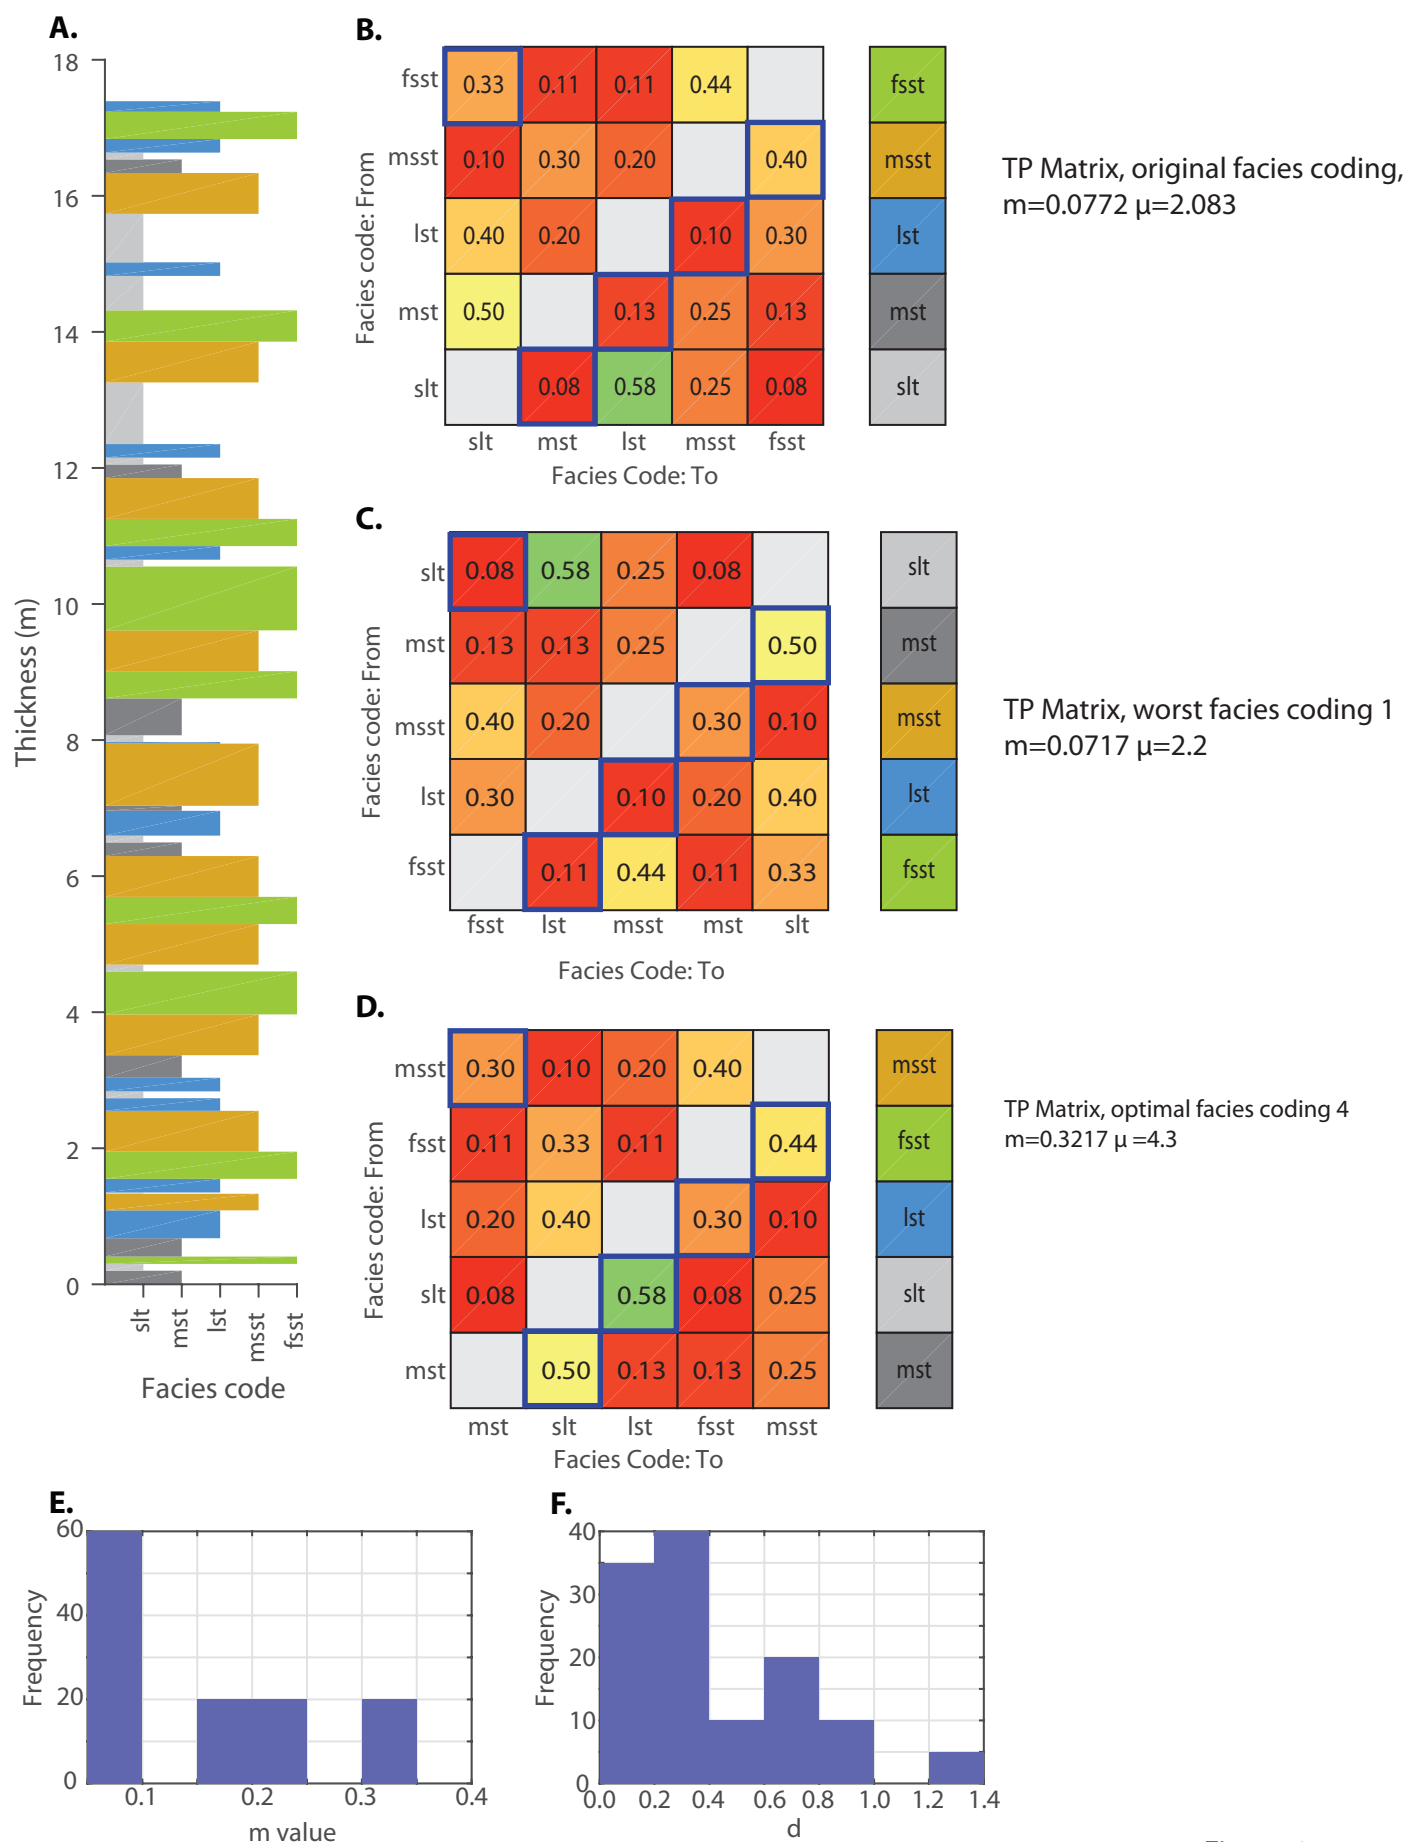 A.
18
16
14
12
10
8
6
4
2
0
Thickness (m)
slt
mst
lst
msst
fsst
Facies code
B.
Facies code: From
fsst 0.33 0.11 0.11 0.44
msst 0.10 0.30 0.20 0.40
lst 0.40 0.20 0.10 0.30
mst 0.50 0.13 0.25 0.13
slt 0.08 0.58 0.25 0.08
slt mst lst msst fsst
Facies Code: To
fsst
msst
lst
mst
slt
TP Matrix, original facies coding,
m=0.0772 μ=2.083
C.
Facies code: From
slt 0.08 0.58 0.25 0.08
mst 0.13 0.13 0.25 0.50
msst 0.40 0.20 0.30 0.10
lst 0.30 0.10 0.20 0.40
fsst 0.11 0.44 0.11 0.33
fsst lst msst mst slt
Facies Code: To
slt
mst
msst
lst
fsst
TP Matrix, worst facies coding 1
m=0.0717 μ=2.2
D.
Facies code: From
msst 0.30 0.10 0.20 0.40
fsst 0.11 0.33 0.11 0.44
lst 0.20 0.40 0.30 0.10
slt 0.08 0.58 0.08 0.25
mst 0.50 0.13 0.13 0.25
mst slt lst fsst msst
Facies Code: To
msst
fsst
lst
slt
mst
TP Matrix, optimal facies coding 4
m=0.3217 μ =4.3
E.
60
40
20
0
Frequency
0.1 0.2 0.3 0.4
m value
F.
40
30
20
10
0
Frequency
0.0 0.2 0.4 0.6 0.8 1.0 1.2 1.4
d